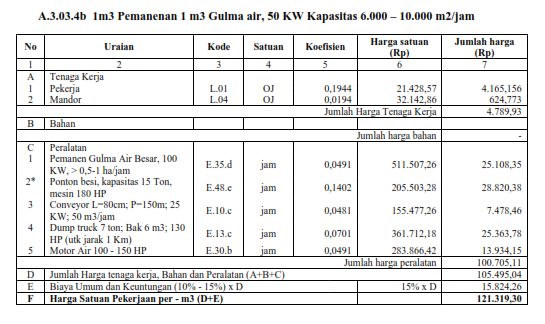 A.3.03.4b 1m3 Pemanenan 1 m3 Gulma air, 50 KW Kapasitas 6.000 – 10.000 m2/jam
No Uraian Kode Satuan Koefisien Harga satuan (Rp) Jumlah harga (Rp)
1 2 3 4 5 6 7
A Tenaga Kerja
1 Pekerja L.01 OJ 0,1944 21.428,57 4.165,156
2 Mandor L.04 OJ 0,0194 32.142,86 624,773
Jumlah Harga Tenaga Kerja 4.789,93
B Bahan
Jumlah harga bahan -
C Peralatan
1 Pemanen Gulma Air Besar, 100
KW, > 0,5-1 ha/jam E.35.d jam 0,0491 511.507,26 25.108,35
2* Ponton besi, kapasitas 15 Ton,
mesin 180 HP E.48.e jam 0,1402 205.503,28 28.820,38
3 Conveyor L=80cm; P=150m; 25
KW; 50 m3/jam E.10.c jam 0,0481 155.477,26 7.478,46
4 Dump truck 7 ton; Bak 6 m3; 130
HP (utk jarak 1 Km) E.13.c jam 0,0701 361.712,18 25.363,78
5 Motor Air 100 - 150 HP E.30.b jam 0,0491 283.866,42 13.934,15
Jumlah harga peralatan 100.705,11
D Jumlah Harga tenaga kerja, Bahan dan Peralatan (A+B+C) 105.495,04
E Biaya Umum dan Keuntungan (10% - 15%) x D 15% x D 15.824,26
F Harga Satuan Pekerjaan per - m3 (D+E) 121.319,30